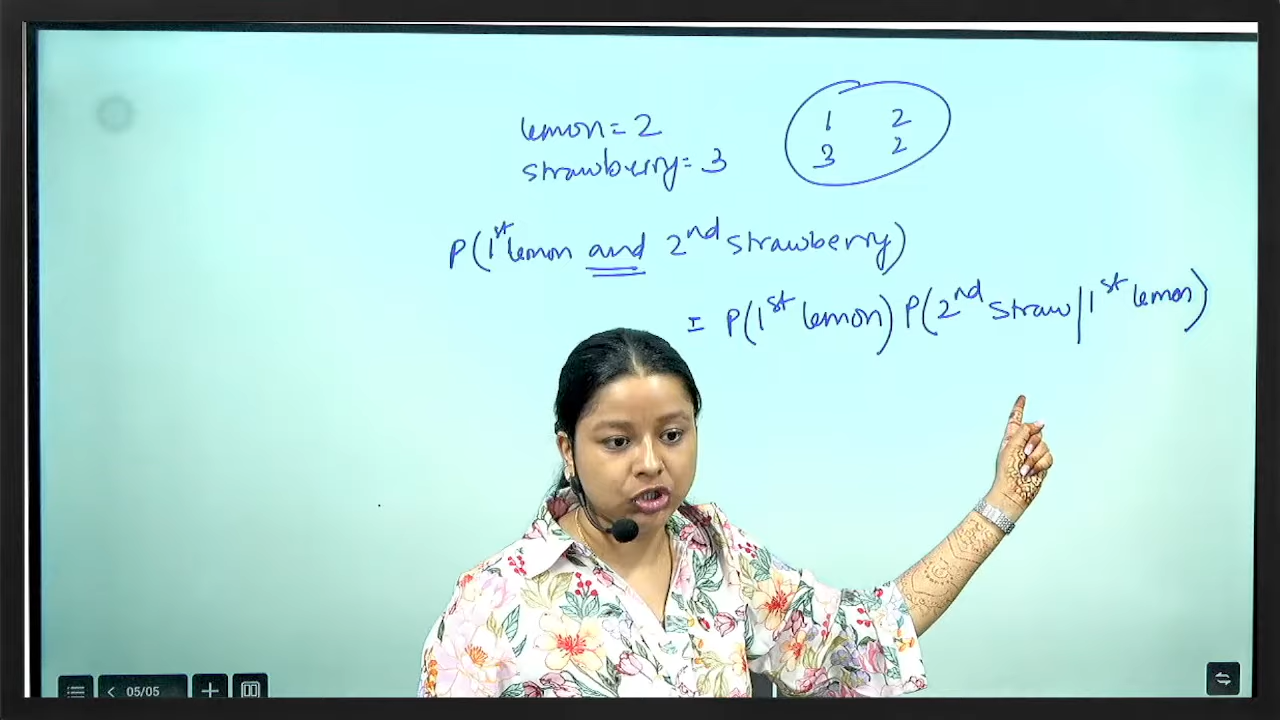 lemon = 2
strawberry = 3
1 2
3 2
P(1st lemon and 2nd strawberry)
= P(1st lemon) P(2nd straw | 1st lemon)
05/05